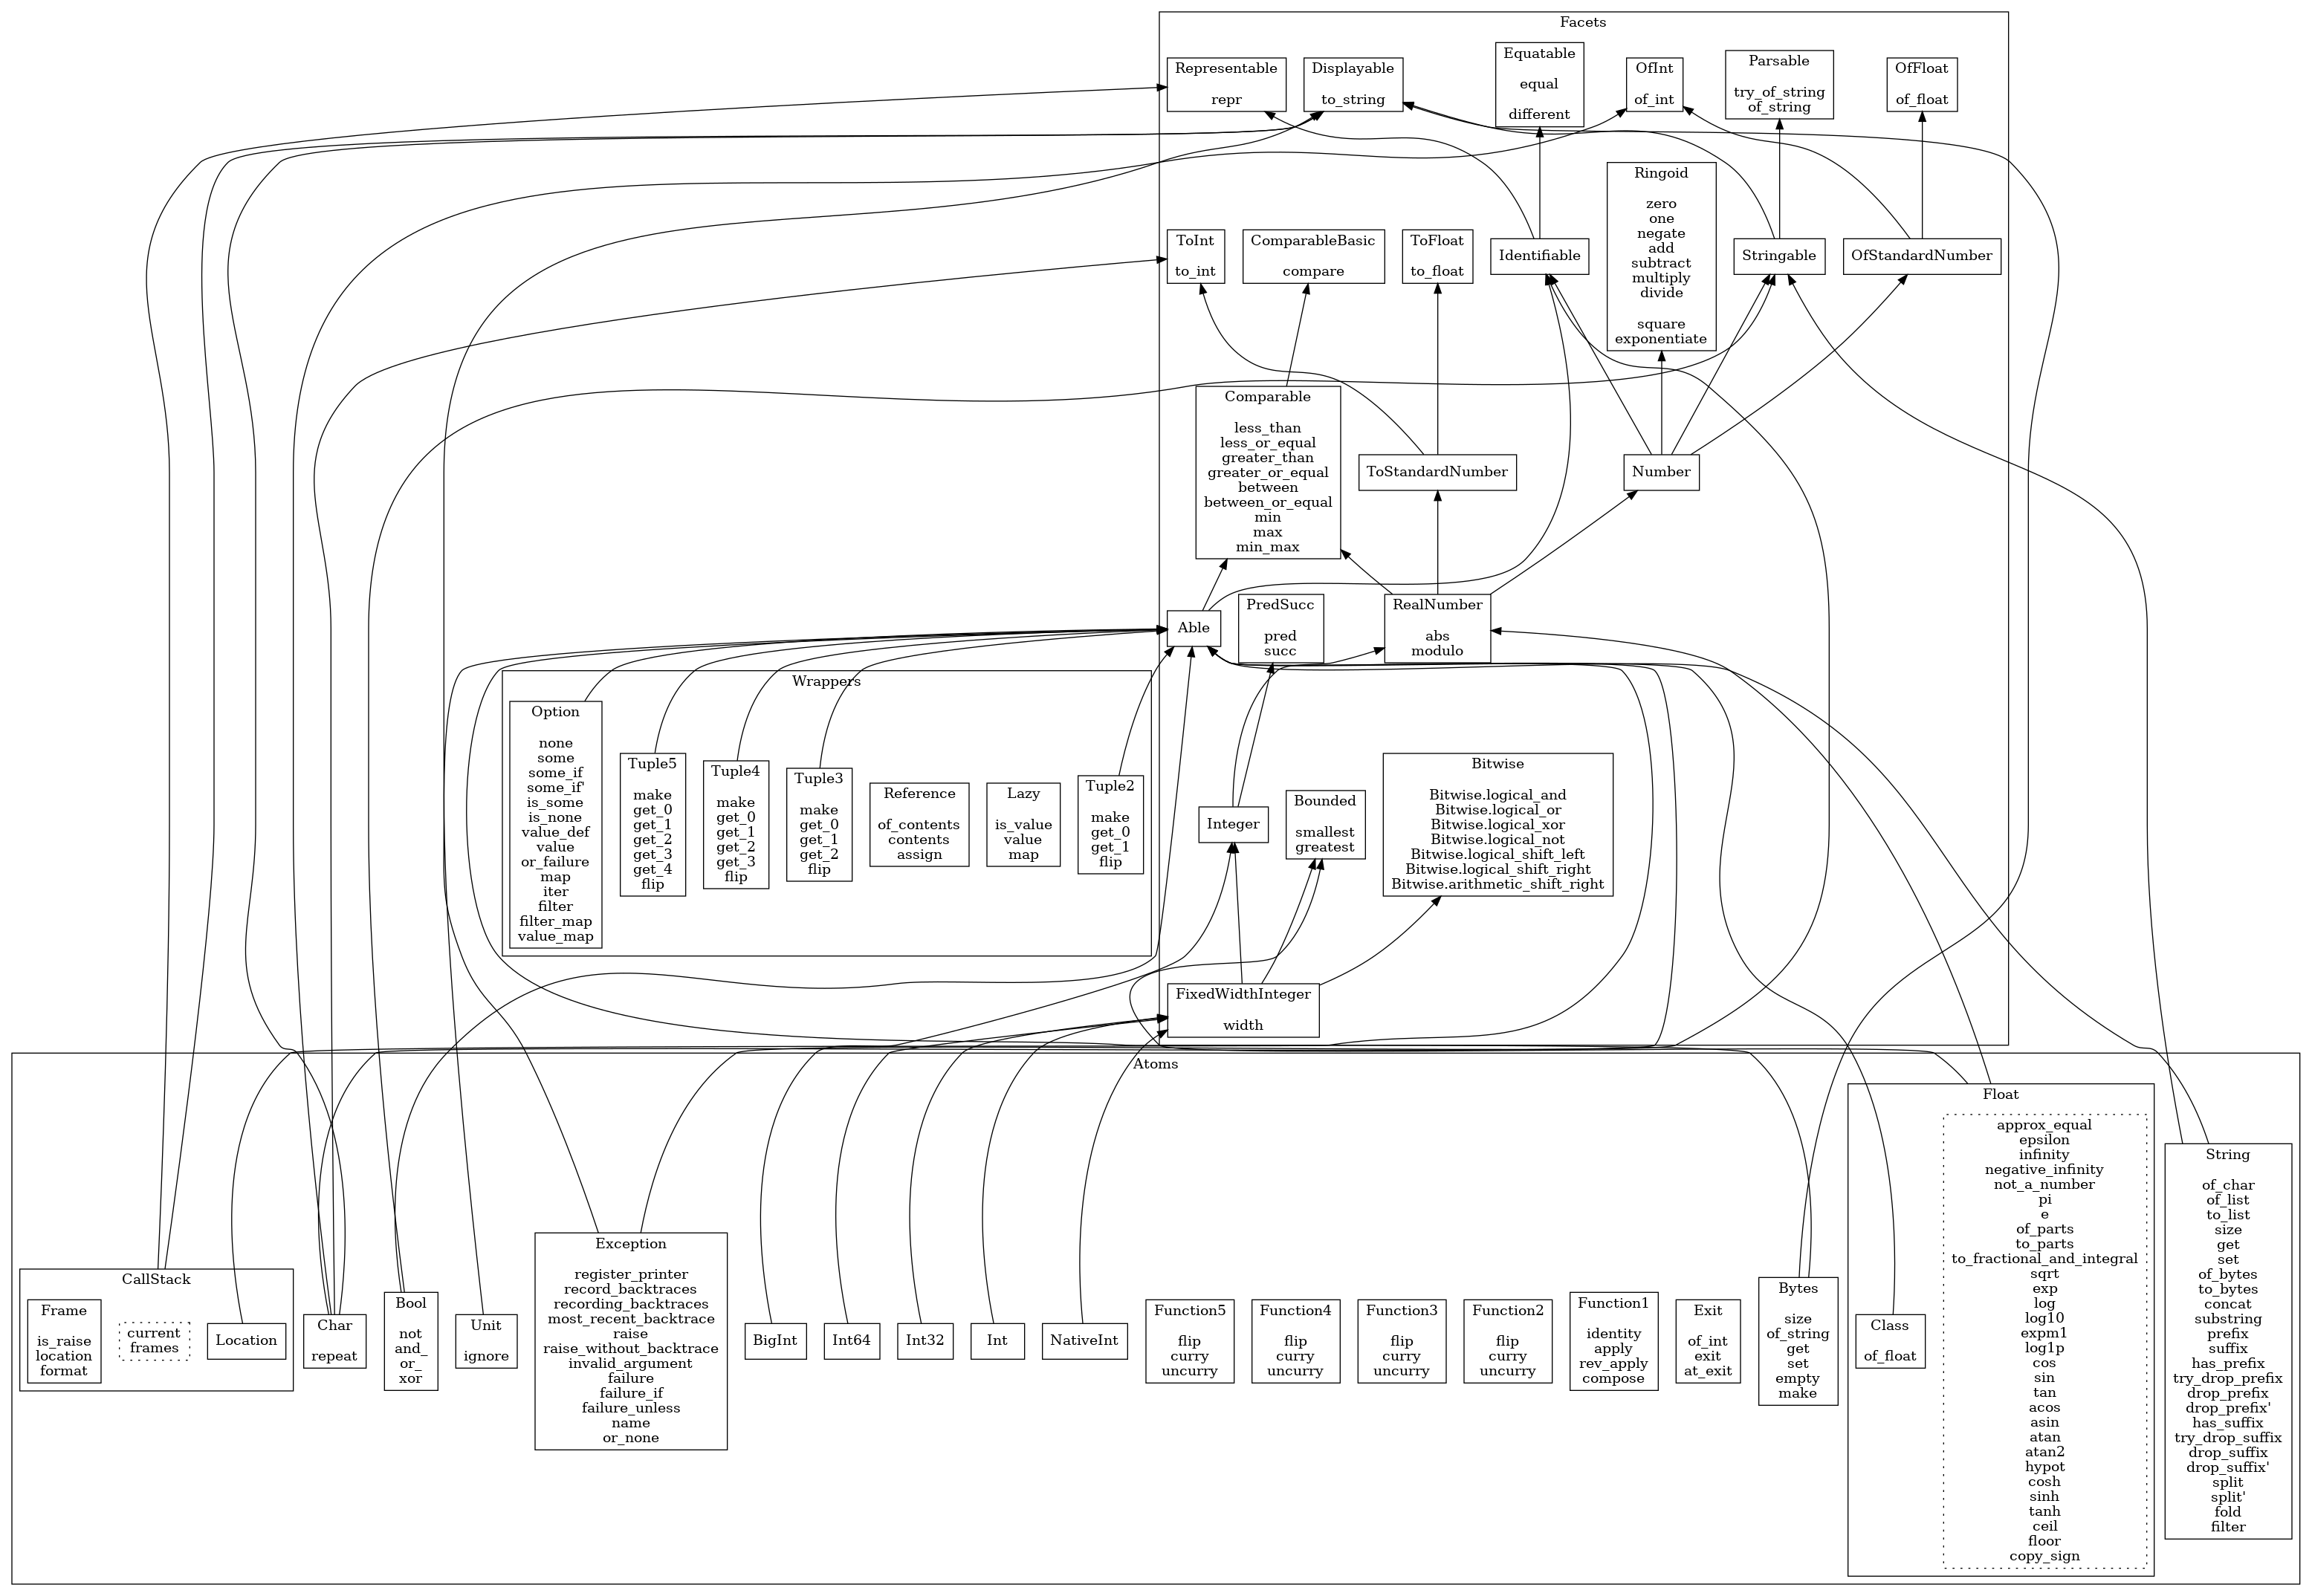 Facets
Representable
repr
Displayable
to_string
Equatable
equal
different
OfInt
of_int
Parsable
try_of_string
of_string
OfFloat
of_float
Ringoid
zero
one
negate
add
subtract
multiply
divide
square
exponentiate
ToInt
to_int
ComparableBasic
compare
ToFloat
to_float
Identifiable
Stringable
OfStandardNumber
Comparable
less_than
less_or_equal
greater_than
greater_or_equal
between
between_or_equal
min
max
min_max
ToStandardNumber
Number
Able
PredSucc
pred
succ
RealNumber
abs
modulo
Wrappers
Option
none
some
some_if
some_if'
is_some
is_none
value_def
value
or_failure
map
iter
filter
filter_map
value_map
Tuple5
make
get_0
get_1
get_2
get_3
get_4
flip
Tuple4
make
get_0
get_1
get_2
get_3
flip
Tuple3
make
get_0
get_1
get_2
flip
Reference
of_contents
contents
assign
Lazy
is_value
value
map
Tuple2
make
get_0
get_1
flip
Integer
Bounded
smallest
greatest
Bitwise
Bitwise.logical_and
Bitwise.logical_or
Bitwise.logical_xor
Bitwise.logical_not
Bitwise.logical_shift_left
Bitwise.logical_shift_right
Bitwise.arithmetic_shift_right
FixedWidthInteger
width
Atoms
CallStack
Frame
is_raise
location
format
current
frames
Location
Char
repeat
Bool
not
and_
or_
xor
Unit
ignore
Exception
register_printer
record_backtraces
recording_backtraces
most_recent_backtrace
raise
raise_without_backtrace
invalid_argument
failure
failure_if
failure_unless
name
or_none
BigInt
Int64
Int32
Int
NativeInt
Function5
flip
curry
uncurry
Function4
flip
curry
uncurry
Function3
flip
curry
uncurry
Function2
flip
curry
uncurry
Function1
identity
apply
rev_apply
compose
Exit
of_int
exit
at_exit
Bytes
size
of_string
get
set
empty
make
Float
Class
of_float
approx_equal
epsilon
infinity
negative_infinity
not_a_number
pi
e
of_parts
to_parts
to_fractional_and_integral
sqrt
exp
log
log10
expm1
log1p
cos
sin
tan
acos
asin
atan
atan2
hypot
cosh
sinh
tanh
ceil
floor
copy_sign
String
of_char
of_list
to_list
size
get
set
of_bytes
to_bytes
concat
substring
prefix
suffix
has_prefix
try_drop_prefix
drop_prefix
drop_prefix'
has_suffix
try_drop_suffix
drop_suffix
drop_suffix'
split
split'
fold
filter